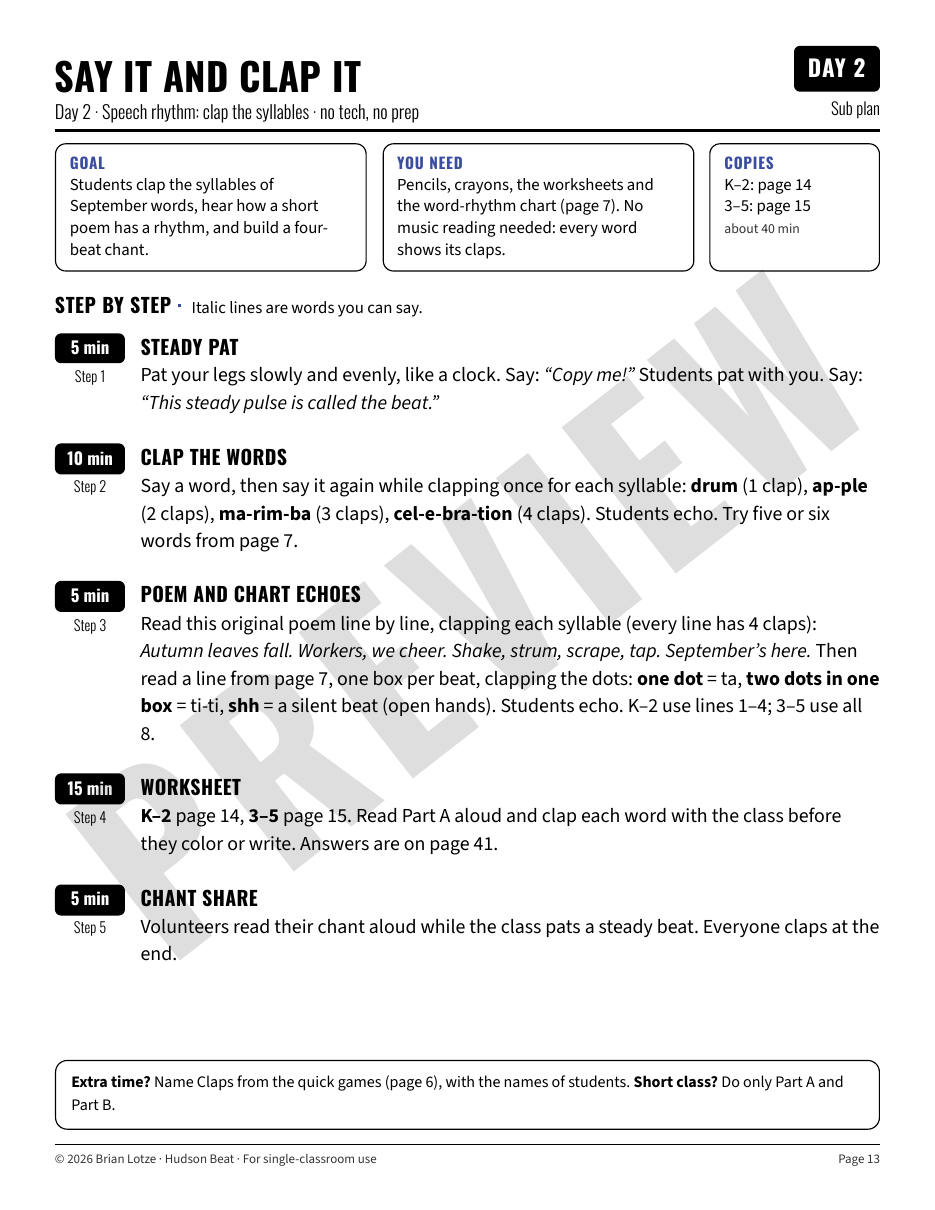 SAY IT AND CLAP IT
DAY 2
Day 2 · Speech rhythm: clap the syllables · no tech, no prep
Sub plan
GOAL
Students clap the syllables of
September words, hear how a short
poem has a rhythm, and build a four-
beat chant.
YOU NEED
Pencils, crayons, the worksheets and
the word-rhythm chart (page 7). No
music reading needed: every word
shows its claps.
COPIES
K–2: page 14
3–5: page 15
about 40 min
STEP BY STEP · Italic lines are words you can say.
5 min
Step 1
STEADY PAT
Pat your legs slowly and evenly, like a clock. Say: “Copy me!” Students pat with you. Say:
“This steady pulse is called the beat.”
10 min
Step 2
CLAP THE WORDS
Say a word, then say it again while clapping once for each syllable: drum (1 clap), ap-ple
(2 claps), ma-rim-ba (3 claps), cel-e-bra-tion (4 claps). Students echo. Try five or six
words from page 7.
5 min
Step 3
POEM AND CHART ECHOES
Read this original poem line by line, clapping each syllable (every line has 4 claps):
Autumn leaves fall. Workers, we cheer. Shake, strum, scrape, tap. September’s here. Then
read a line from page 7, one box per beat, clapping the dots: one dot = ta, two dots in one
box = ti-ti, shh = a silent beat (open hands). Students echo. K–2 use lines 1–4; 3–5 use all
8.
15 min
Step 4
WORKSHEET
K–2 page 14, 3–5 page 15. Read Part A aloud and clap each word with the class before
they color or write. Answers are on page 41.
5 min
Step 5
CHANT SHARE
Volunteers read their chant aloud while the class pats a steady beat. Everyone claps at the
end.
PREVIEW
Extra time? Name Claps from the quick games (page 6), with the names of students. Short class? Do only Part A and
Part B.
© 2026 Brian Lotze · Hudson Beat · For single-classroom use
Page 13